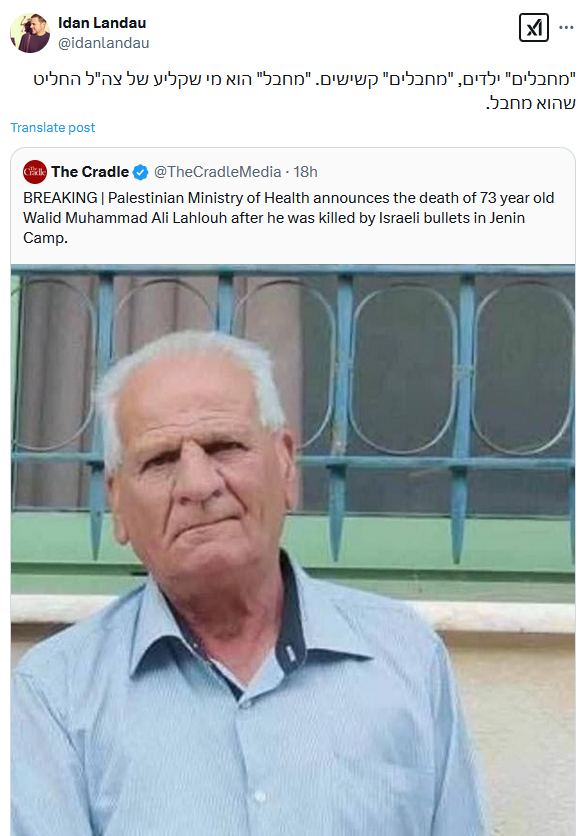 Idan Landau
@idanlandau
"מחבלים" ילדים, "מחבלים" קשישים. "מחבל" הוא מי שקליע של צה"ל החליט
שהוא מחבל.
Translate post
The Cradle @TheCradleMedia · 18h
BREAKING | Palestinian Ministry of Health announces the death of 73 year old
Walid Muhammad Ali Lahlouh after he was killed by Israeli bullets in Jenin
Camp.